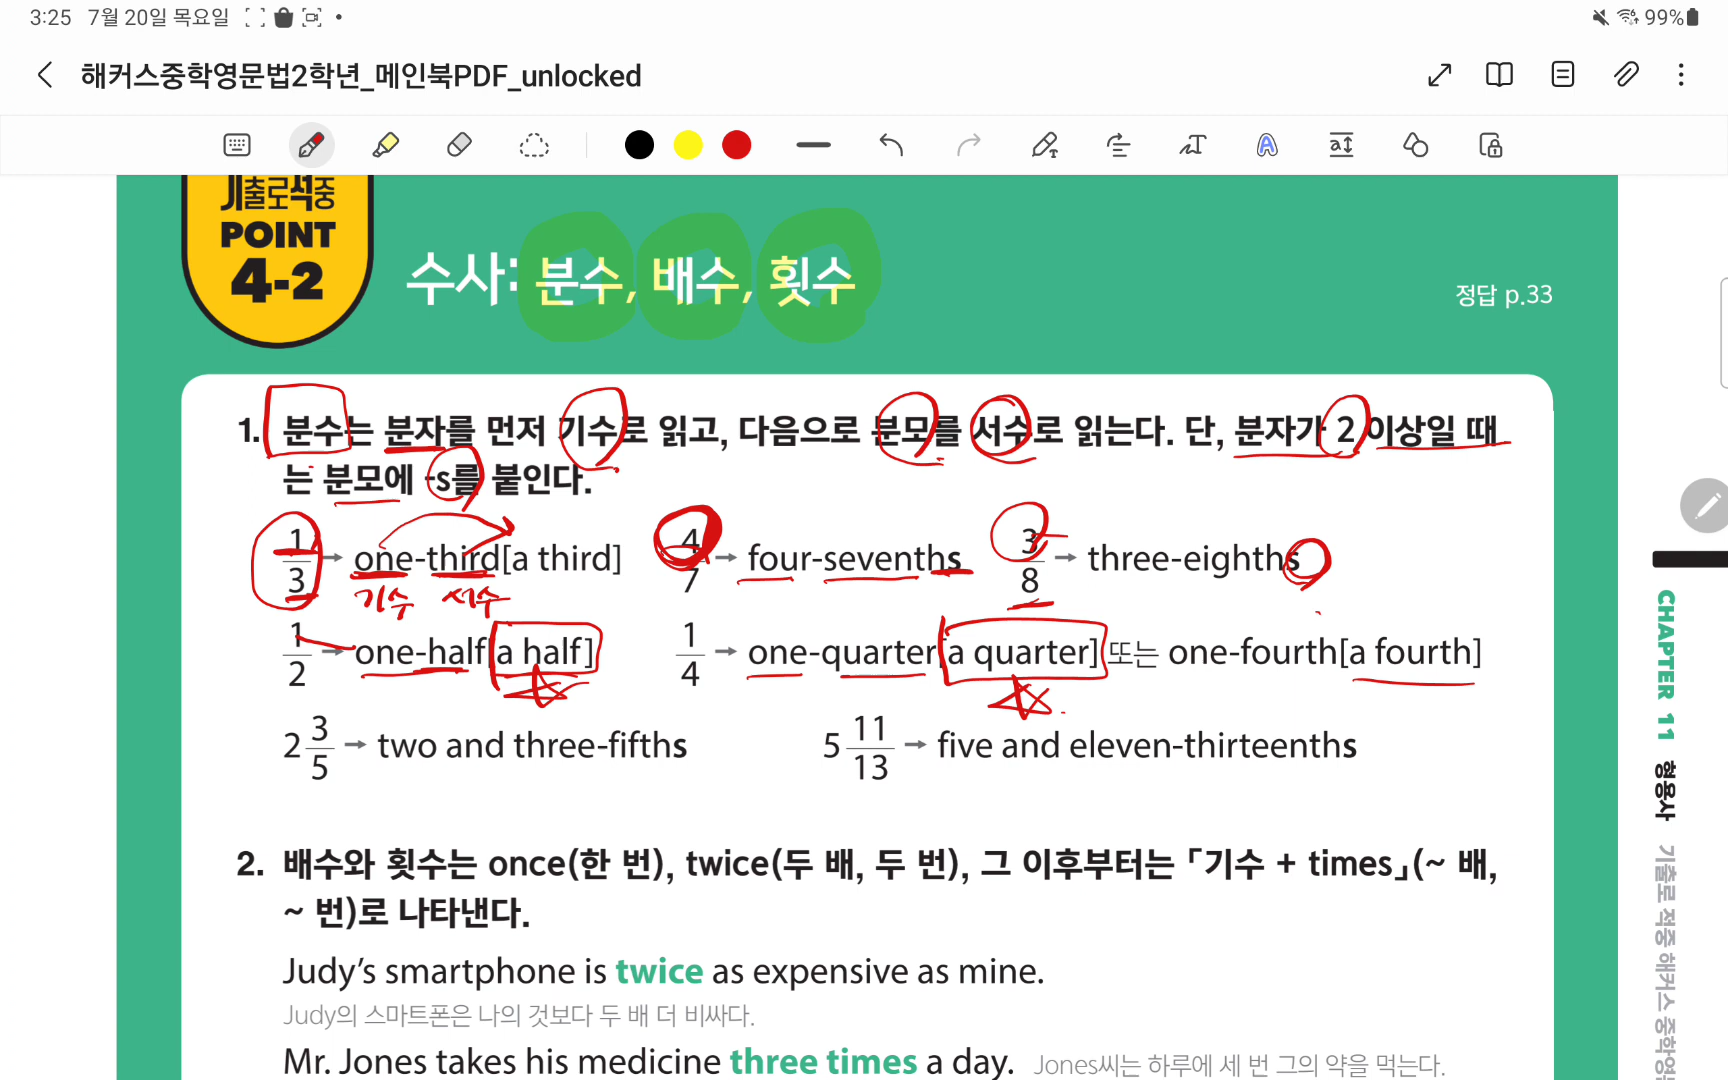 3:25 7월 20일 목요일
99%
해커스중학영문법2학년_메인북PDF_unlocked
기출로적중
POINT
4-2
수사: 분수, 배수, 횟수
정답 p.33
1. 분수는 분자를 먼저 기수로 읽고, 다음으로 분모를 서수로 읽는다. 단, 분자가 2 이상일 때
는 분모에 -s를 붙인다.
1/3 → one-third[a third] 4/7 → four-sevenths 3/8 → three-eighths
기수 서수
1/2 → one-half[a half] 1/4 → one-quarter[a quarter] 또는 one-fourth[a fourth]
2 3/5 → two and three-fifths 5 11/13 → five and eleven-thirteenths
2. 배수와 횟수는 once(한 번), twice(두 배, 두 번), 그 이후부터는 「기수 + times」(~ 배,
~ 번)로 나타낸다.
Judy's smartphone is twice as expensive as mine.
Judy의 스마트폰은 나의 것보다 두 배 더 비싸다.
Mr. Jones takes his medicine three times a day. Jones씨는 하루에 세 번 그의 약을 먹는다.
CHAPTER 11 형용사 기출로 적중 해커스 중학영